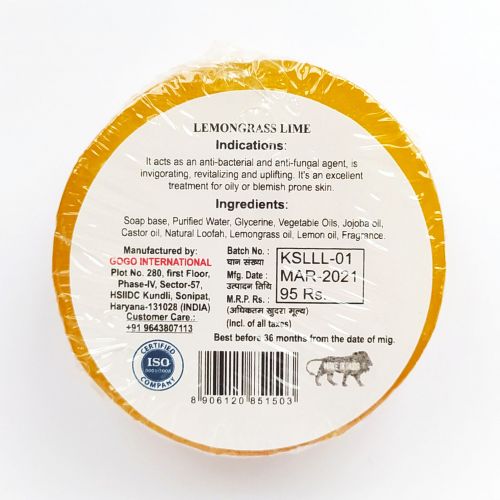 LEMONGRASS LIME
Indications:
It acts as an anti-bacterial and anti-fungal agent, is
invigorating, revitalizing and uplifting. It's an excellent
treatment for oily or blemish prone skin.
Ingredients:
Soap base, Purified Water, Glycerine, Vegetable Oils, Jojoba oil,
Castor oil, Natural Loofah, Lemongrass oil, Lemon oil, Fragrance.
Manufactured by:
GOGO INTERNATIONAL
Plot No. 280, first Floor,
Phase-IV, Sector-57,
HSIIDC Kundli, Sonipat,
Haryana-131028 (INDIA)
Customer Care.:
+91 9643807113
Batch No. : KSLLL-01
घान संख्या
Mfg. Date : MAR-2021
उत्पादन तिथि
M.R.P. Rs. : 95 Rs.
(अधिकतम खुदरा मूल्य)
(Incl. of all taxes)
Best before 36 months from the date of mfg.
CERTIFIED
ISO
COMPANY
MAKE IN INDIA
8 906120 851503